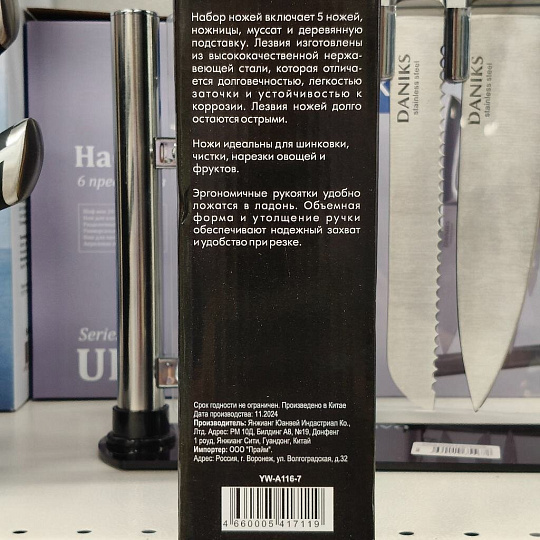 Набор ножей включает 5 ножей,
ножницы, мусат и деревянную
подставку. Лезвия изготовлены
из высококачественной нержа-
веющей стали, которая отлича-
ется долговечностью, легкостью
заточки и устойчивостью к
коррозии. Лезвия ножей долго
остаются острыми.
Ножи идеальны для шинковки,
чистки, нарезки овощей и
фруктов.
Эргономичные рукоятки удобно
ложатся в ладонь. Объемная
форма и утолщение ручки
обеспечивают надежный захват
и удобство при резке.
Срок годности не ограничен. Произведено в Китае
Дата производства: 11.2024
Производитель: Янжианг Юанвей Индастриал Ко.,
Лтд. Адрес: РМ 10Д, Билдинг А8, №19, Донфенг
1 роуд, Янжианг Сити, Гуандонг, Китай
Импортер: ООО "Прайм".
Адрес: Россия, г. Воронеж, ул. Волгоградская, д.32
YW-A116-7
4 660005 417119
DANIKS
stainless steel
DANIKS
stainless steel
На
6 пре
Series